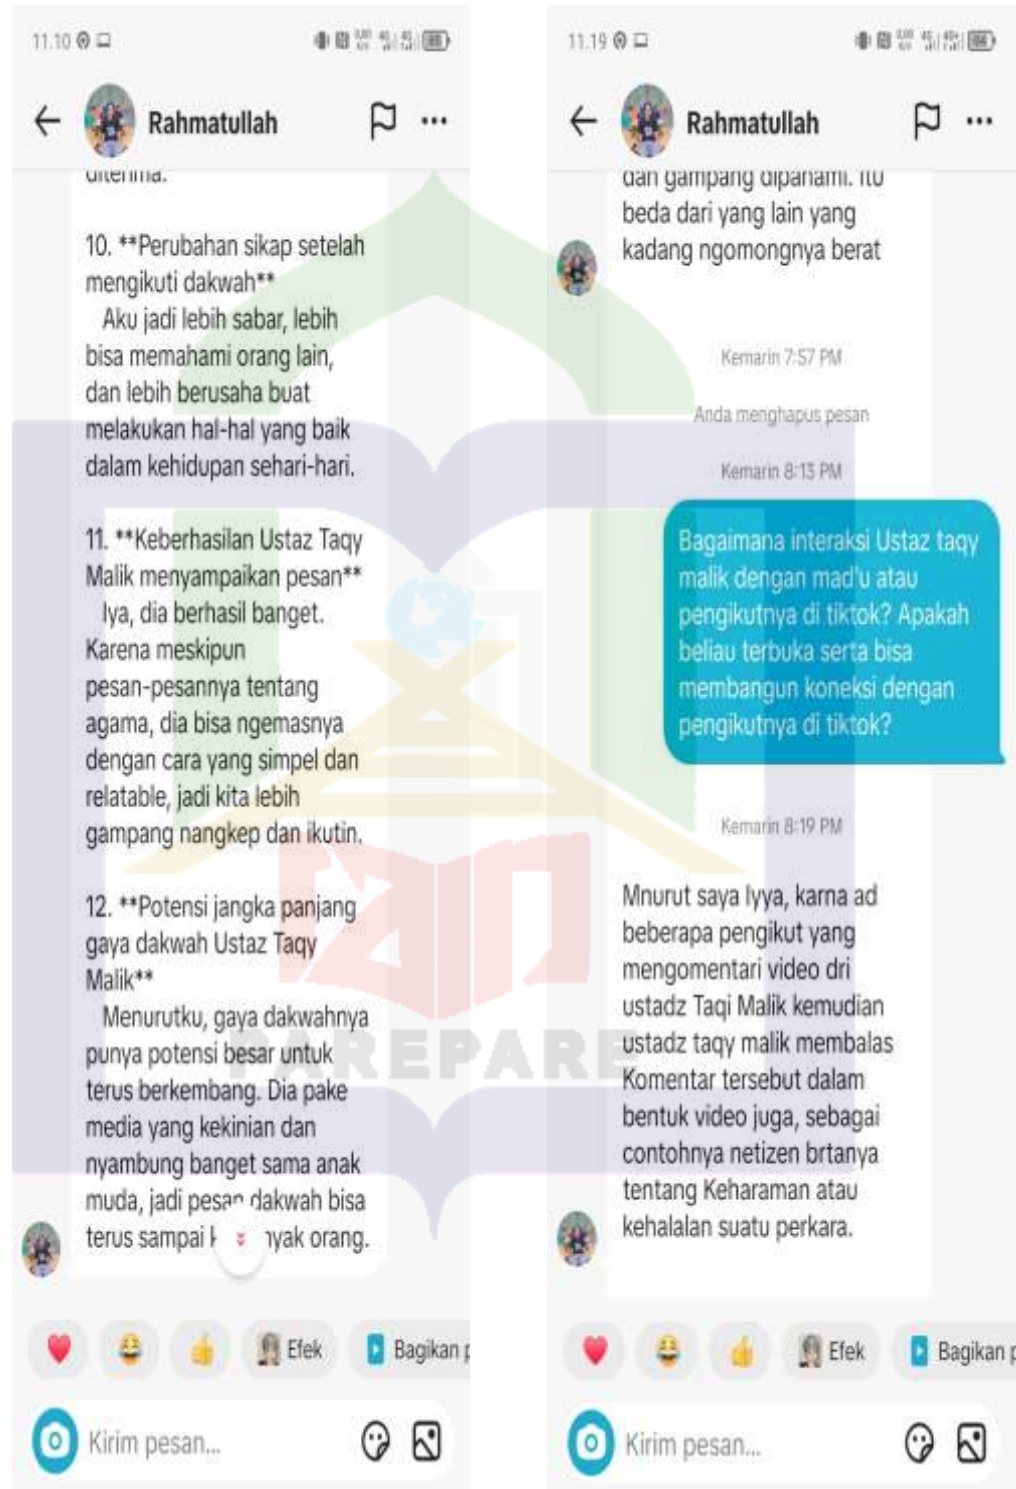 11.10
Rahmatullah
diterima.
10. **Perubahan sikap setelah
mengikuti dakwah**
Aku jadi lebih sabar, lebih
bisa memahami orang lain,
dan lebih berusaha buat
melakukan hal-hal yang baik
dalam kehidupan sehari-hari.
11. **Keberhasilan Ustaz Taqy
Malik menyampaikan pesan**
Iya, dia berhasil banget.
Karena meskipun
pesan-pesannya tentang
agama, dia bisa ngemasnya
dengan cara yang simpel dan
relatable, jadi kita lebih
gampang nangkep dan ikutin.
12. **Potensi jangka panjang
gaya dakwah Ustaz Taqy
Malik**
Menurutku, gaya dakwahnya
punya potensi besar untuk
terus berkembang. Dia pake
media yang kekinian dan
nyambung banget sama anak
muda, jadi pesan dakwah bisa
terus sampai orang.
Efek
Bagikan
Kirim pesan...
11.19
Rahmatullah
dan gampang dipahami. Itu
beda dari yang lain yang
kadang ngomongnya berat
Kemarin 7:57 PM
Anda menghapus pesan
Kemarin 8:13 PM
Bagaimana interaksi Ustaz taqy
malik dengan mad'u atau
pengikutnya di tiktok? Apakah
beliau terbuka serta bisa
membangun koneksi dengan
pengikutnya di tiktok?
Kemarin 8:19 PM
Mnurut saya Iyya, karna ad
beberapa pengikut yang
mengomentari video dri
ustadz Taqi Malik kemudian
ustadz taqy malik membalas
Komentar tersebut dalam
bentuk video juga, sebagai
contohnya netizen brtanya
tentang Keharaman atau
kehalalan suatu perkara.
Efek
Bagikan
Kirim pesan...
PAREPARE